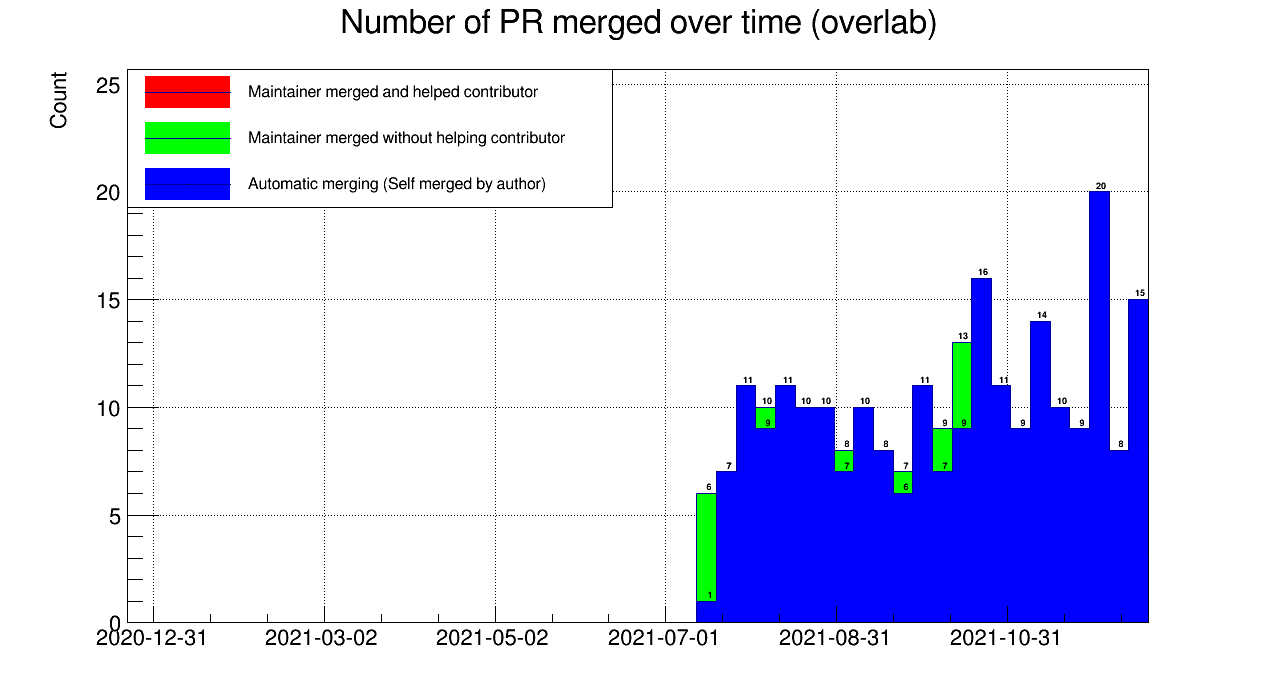 Number of PR merged over time (overlab)
Count
Maintainer merged and helped contributor
Maintainer merged without helping contributor
Automatic merging (Self merged by author)
25
20
15
10
5
0
20
16
15
14
13
11 11 11 11
10 10 10 10 10
9 9 9 9 9
8 8 8
7 7 7 7
6 6
1
2020-12-31 2021-03-02 2021-05-02 2021-07-01 2021-08-31 2021-10-31